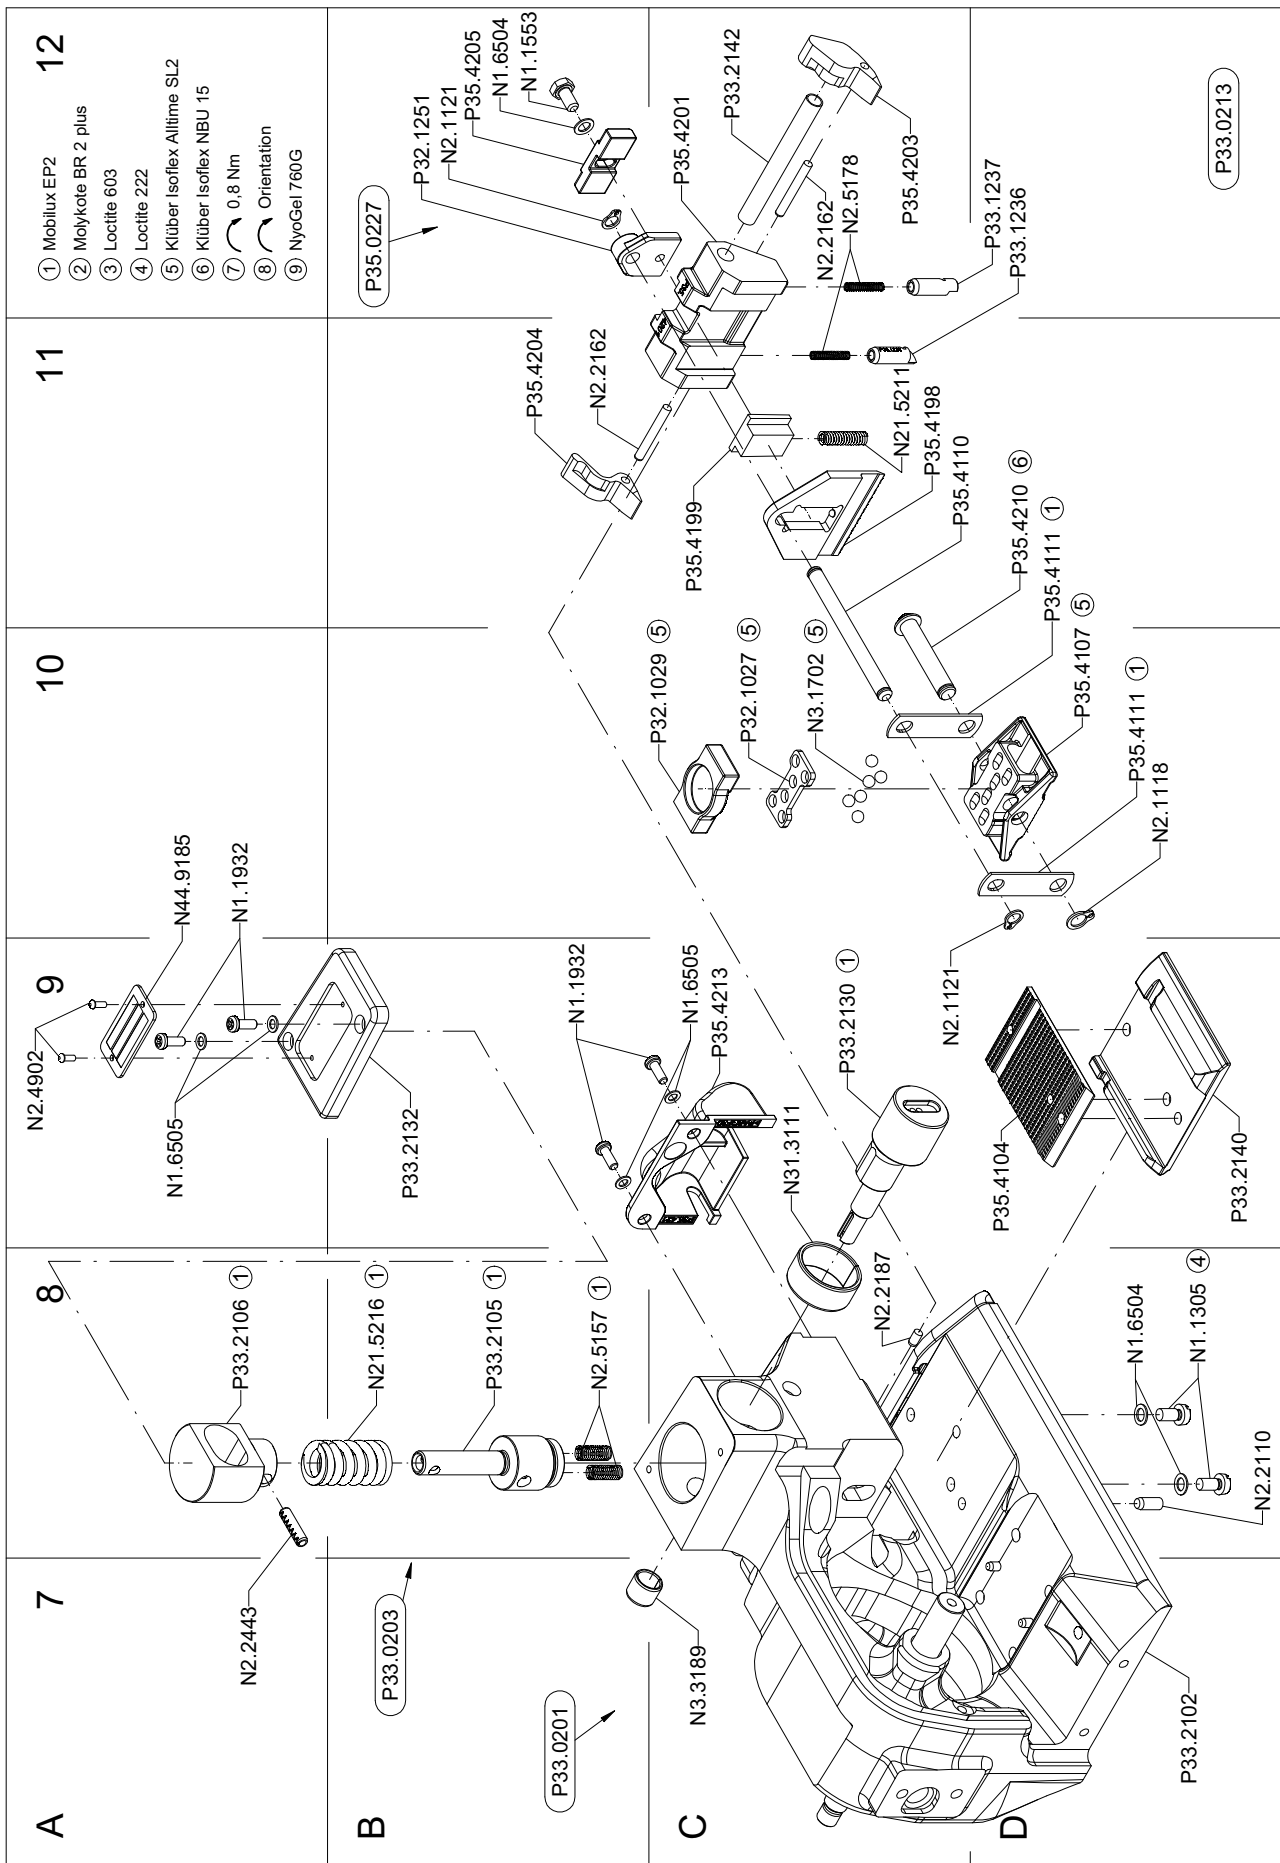 A
B
C
D
7
8
9
10
11
12
① Mobilux EP2
② Molykote BR 2 plus
③ Loctite 603
④ Loctite 222
⑤ Klüber Isoflex Alltime SL2
⑥ Klüber Isoflex NBU 15
⑦ 0,8 Nm
⑧ Orientation
⑨ NyoGel 760G
N2.2443
P33.2106 ①
N21.5216 ①
P33.2105 ①
N2.5157 ①
P33.0203
P33.0201
N3.3189
P33.2102
N2.2110
N1.1305 ④
N1.6504
N2.2187
N2.4902
N44.9185
N1.1932
N1.6505
P33.2132
N1.1932
N1.6505
P35.4213
N31.3111
P33.2130 ①
P35.4104
P33.2140
N2.1121
N2.1118
P35.4111 ①
P35.4107 ⑤
P35.4111 ①
P35.4210 ⑥
P35.4110
P32.1029 ⑤
P32.1027 ⑤
N3.1702 ⑤
P35.4198
N21.5211
P35.4199
P35.4204
N2.2162
P35.0227
P32.1251
N2.1121
P35.4205
N1.6504
N1.1553
P35.4201
P33.2142
P35.4203
N2.2162
N2.5178
P33.1237
P33.1236
P33.0213